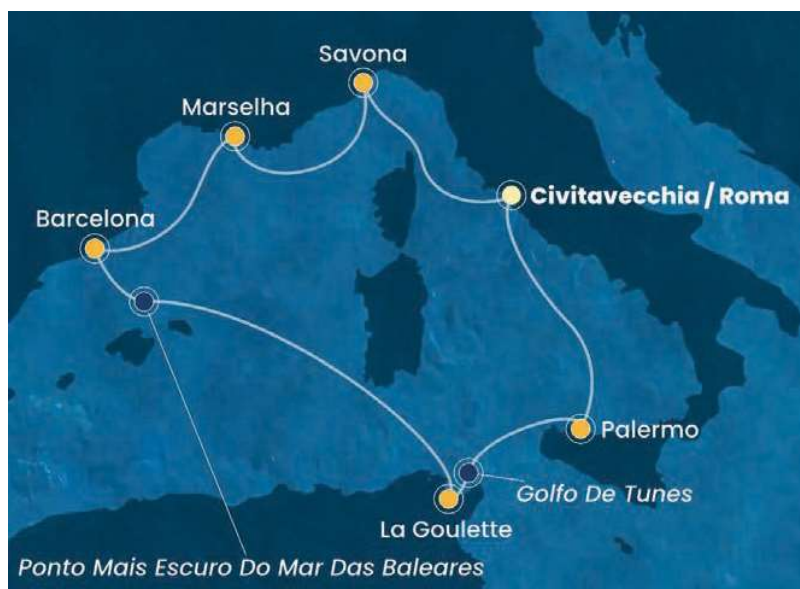 Savona
Marselha
Civitavecchia / Roma
Barcelona
Palermo
Golfo De Tunes
La Goulette
Ponto Mais Escuro Do Mar Das Baleares